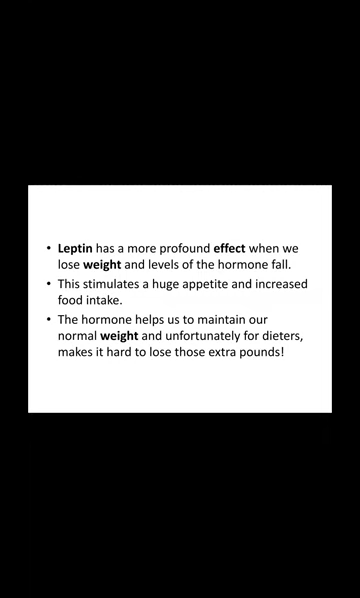 • Leptin has a more profound effect when we
lose weight and levels of the hormone fall.
• This stimulates a huge appetite and increased
food intake.
• The hormone helps us to maintain our
normal weight and unfortunately for dieters,
makes it hard to lose those extra pounds!